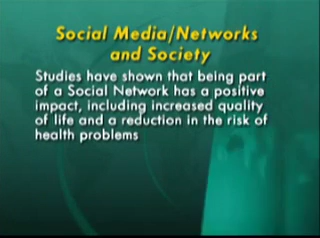 Social Media/Networks
and Society
Studies have shown that being part
of a Social Network has a positive
impact, including increased quality
of life and a reduction in the risk of
health problems